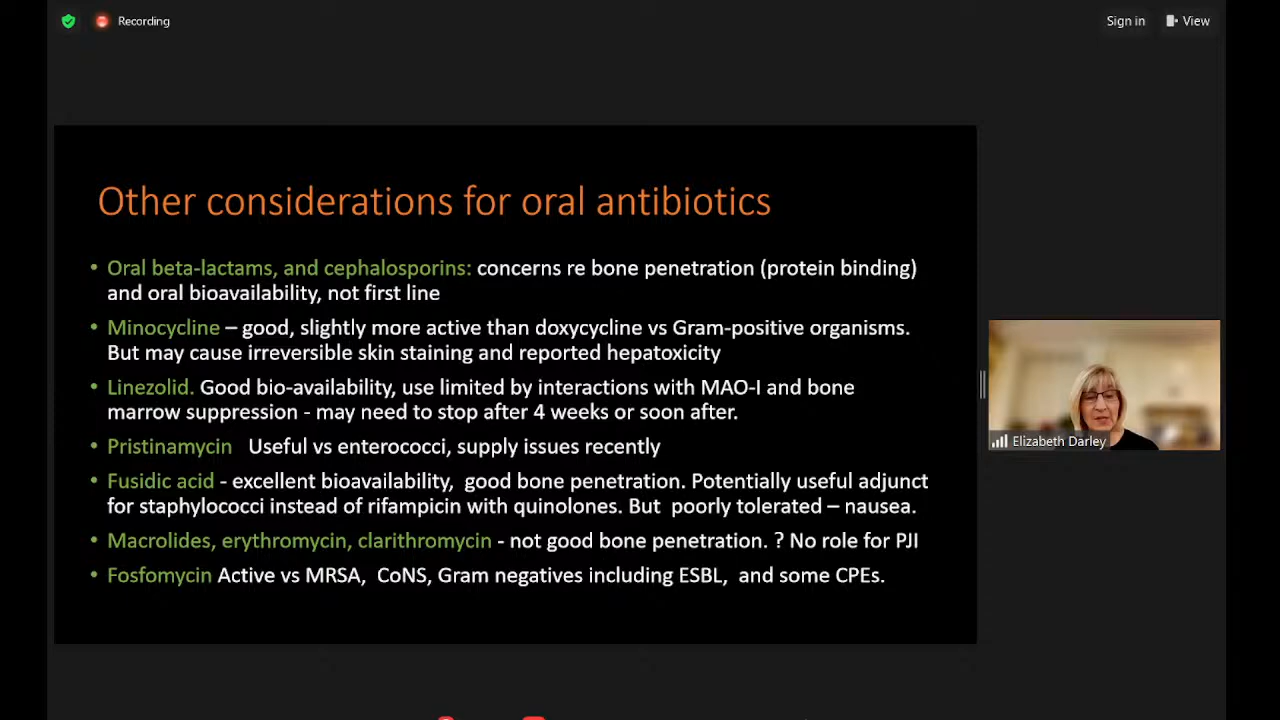 Recording
Sign in
View
Other considerations for oral antibiotics
• Oral beta-lactams, and cephalosporins: concerns re bone penetration (protein binding)
and oral bioavailability, not first line
• Minocycline – good, slightly more active than doxycycline vs Gram-positive organisms.
But may cause irreversible skin staining and reported hepatoxicity
• Linezolid. Good bio-availability, use limited by interactions with MAO-I and bone
marrow suppression - may need to stop after 4 weeks or soon after.
• Pristinamycin Useful vs enterococci, supply issues recently
• Fusidic acid - excellent bioavailability, good bone penetration. Potentially useful adjunct
for staphylococci instead of rifampicin with quinolones. But poorly tolerated – nausea.
• Macrolides, erythromycin, clarithromycin - not good bone penetration. ? No role for PJI
• Fosfomycin Active vs MRSA, CoNS, Gram negatives including ESBL, and some CPEs.
Elizabeth Darley